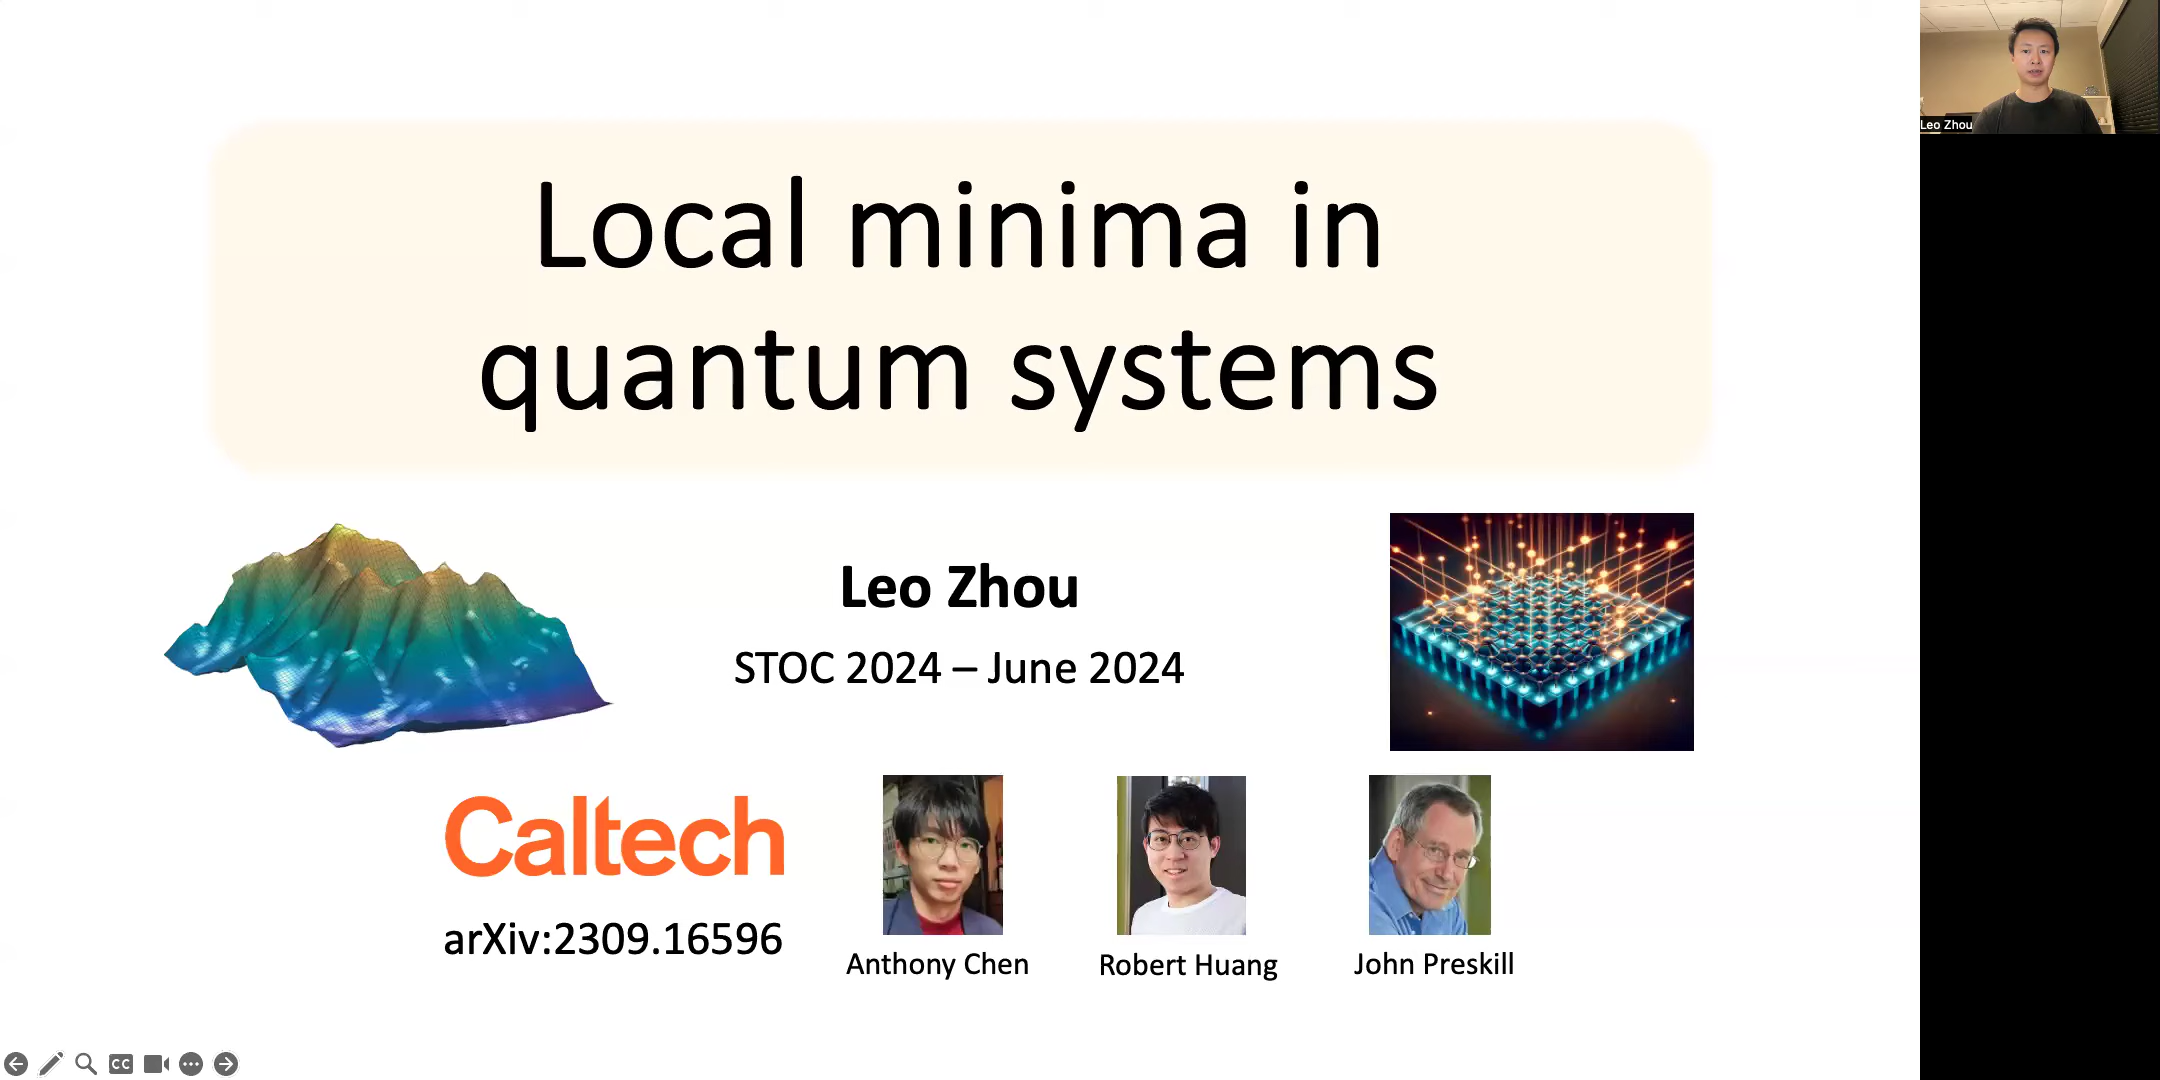 Local minima in
quantum systems
Leo Zhou
STOC 2024 – June 2024
Caltech
arXiv:2309.16596
Anthony Chen
Robert Huang
John Preskill
Leo Zhou
CC